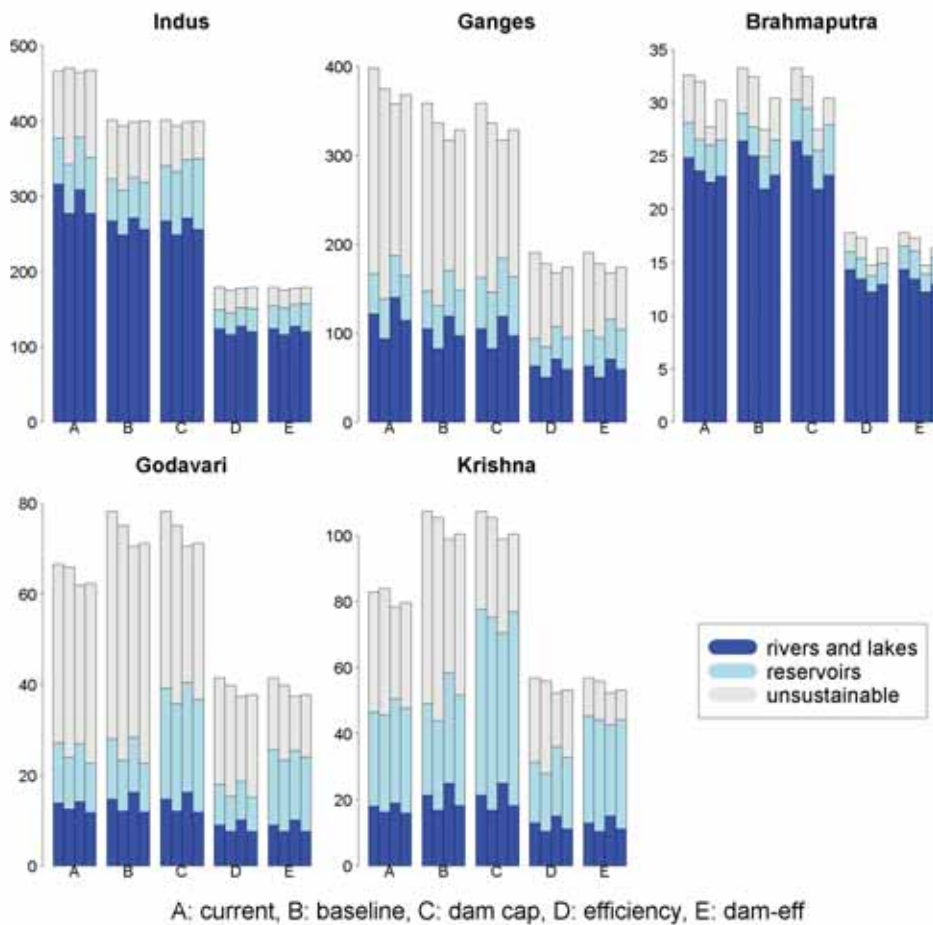 Indus
Ganges
Brahmaputra
500
400
300
200
100
0
A B C D E
400
300
200
100
0
A B C D E
35
30
25
20
15
10
5
0
A B C D E
Godavari
Krishna
80
60
40
20
0
A B C D E
100
80
60
40
20
0
A B C D E
rivers and lakes
reservoirs
unsustainable
A: current, B: baseline, C: dam cap, D: efficiency, E: dam-eff